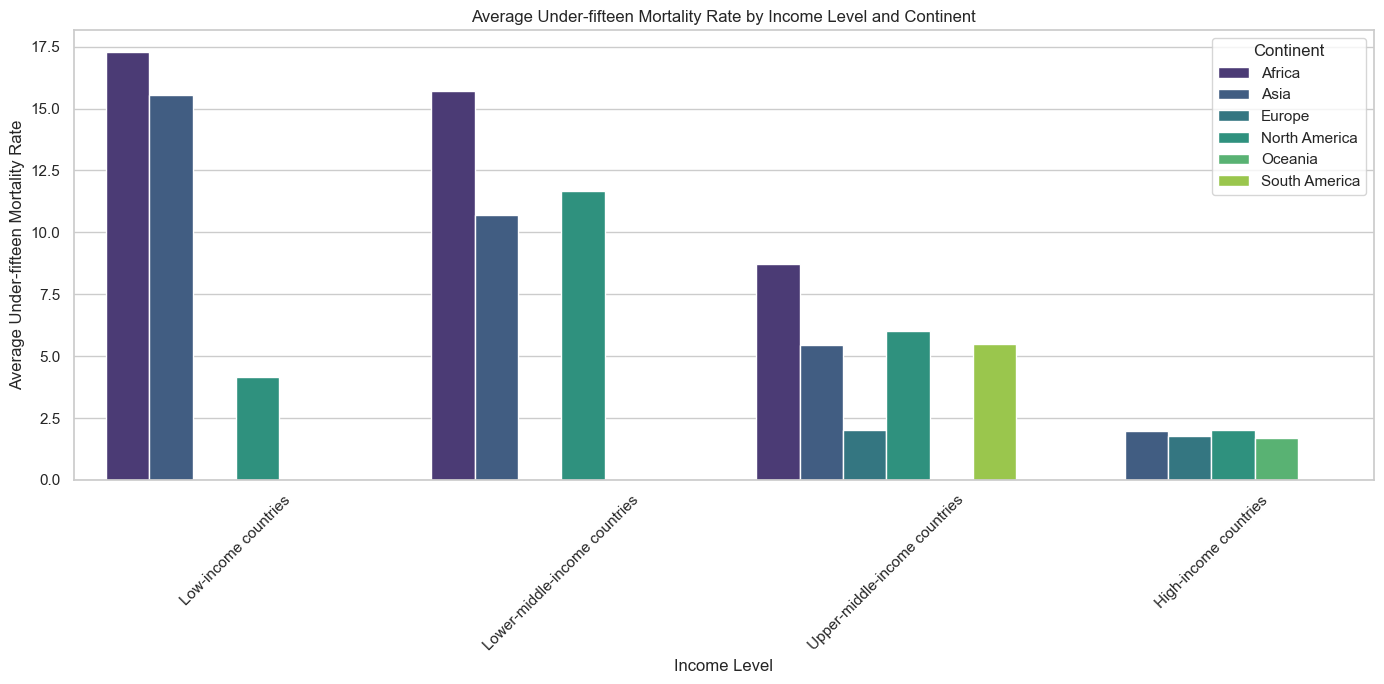 Average Under-fifteen Mortality Rate by Income Level and Continent
Average Under-fifteen Mortality Rate
17.5
15.0
12.5
10.0
7.5
5.0
2.5
0.0
Continent
Africa
Asia
Europe
North America
Oceania
South America
Low-income countries
Lower-middle-income countries
Upper-middle-income countries
High-income countries
Income Level